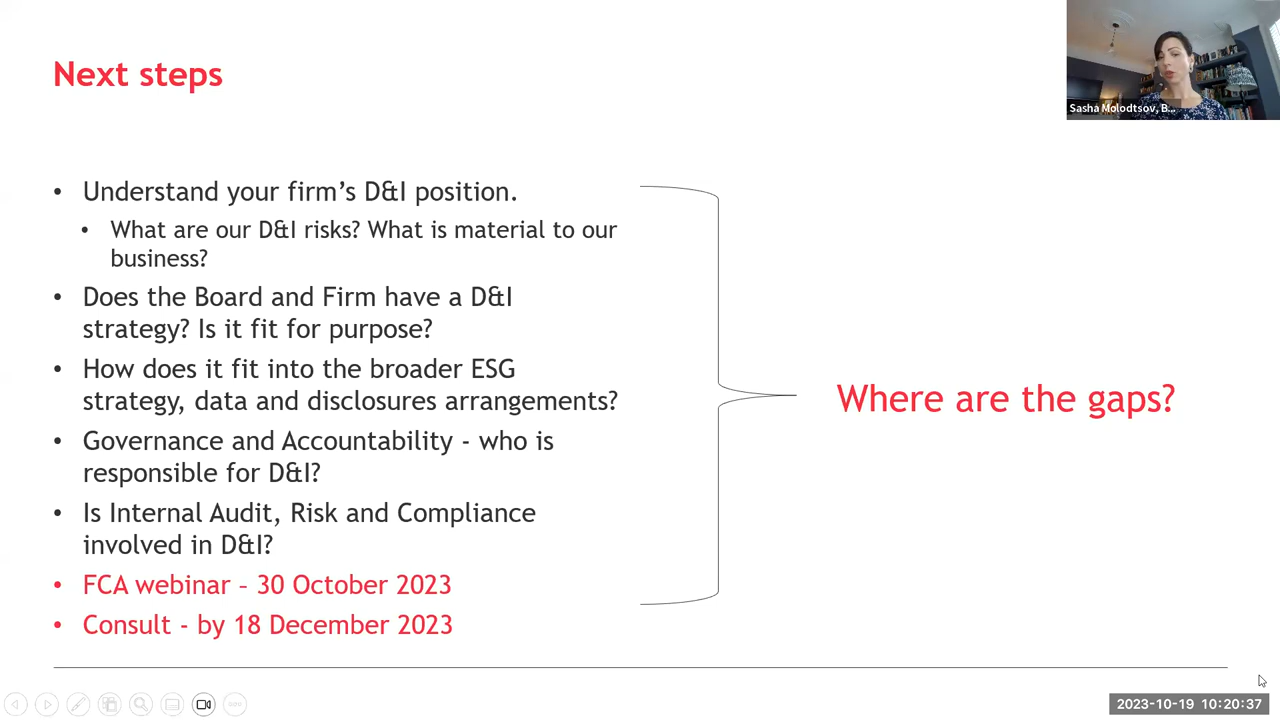 Next steps
Sasha Molodtsov, B...
• Understand your firm's D&I position.
• What are our D&I risks? What is material to our
business?
• Does the Board and Firm have a D&I
strategy? Is it fit for purpose?
• How does it fit into the broader ESG
strategy, data and disclosures arrangements?
• Governance and Accountability - who is
responsible for D&I?
• Is Internal Audit, Risk and Compliance
involved in D&I?
• FCA webinar – 30 October 2023
• Consult - by 18 December 2023
Where are the gaps?
2023-10-19 10:20:37